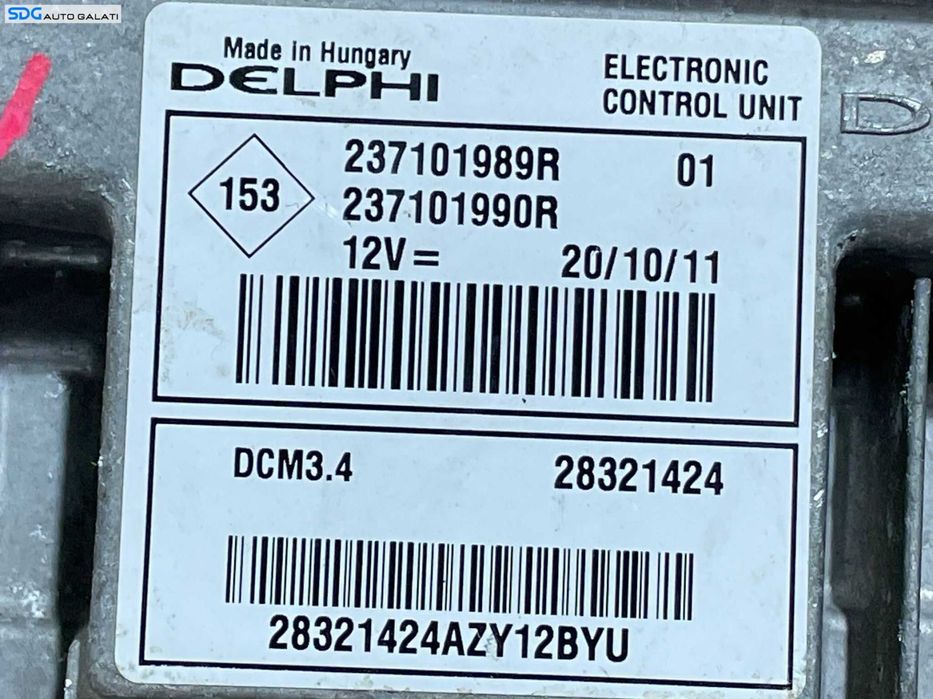 SDG AUTO GALATI
Made in Hungary
DELPHI
ELECTRONIC
CONTROL UNIT
D
153
237101989R 01
237101990R
12V= 20/10/11
DCM3.4 28321424
28321424AZY12BYU